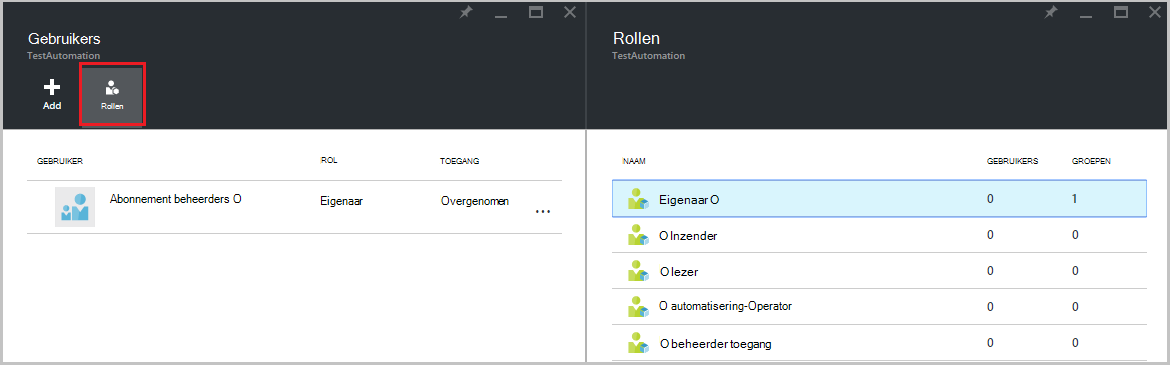 Gebruikers
TestAutomation
Add
Rollen
GEBRUIKER ROL TOEGANG
Abonnement beheerders O Eigenaar Overgenomen ...
Rollen
TestAutomation
NAAM GEBRUIKERS GROEPEN
Eigenaar O 0 1
O Inzender 0 0
O lezer 0 0
O automatisering-Operator 0 0
O beheerder toegang 0 0